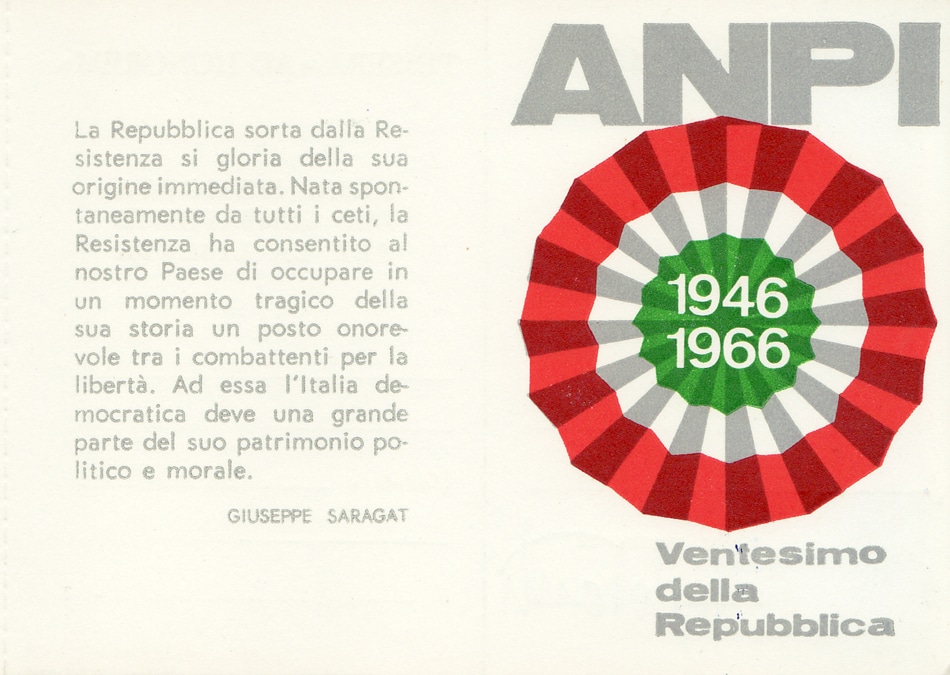 La Repubblica sorta dalla Re-
sistenza si gloria della sua
origine immediata. Nata spon-
taneamente da tutti i ceti, la
Resistenza ha consentito al
nostro Paese di occupare in
un momento tragico della
sua storia un posto onore-
vole tra i combattenti per la
libertà. Ad essa l'Italia de-
mocratica deve una grande
parte del suo patrimonio po-
litico e morale.
GIUSEPPE SARAGAT
ANPI
1946
1966
Ventesimo
della
Repubblica